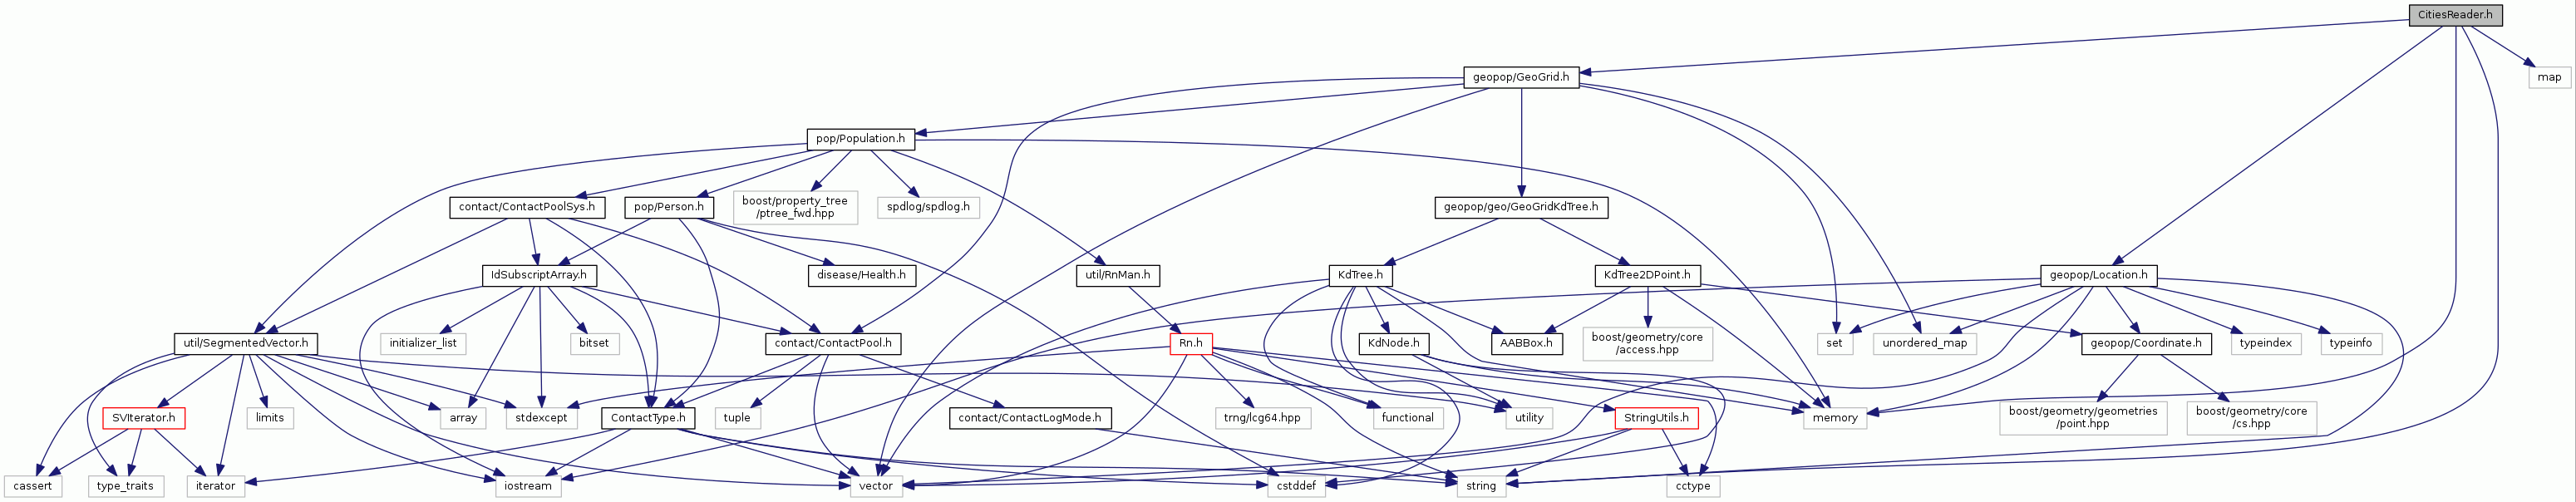 CitiesReader.h
geopop/GeoGrid.h
map
pop/Population.h
contact/ContactPoolSys.h
pop/Person.h
boost/property_tree
/ptree_fwd.hpp
spdlog/spdlog.h
geopop/geo/GeoGridKdTree.h
IdSubscriptArray.h
disease/Health.h
util/RnMan.h
KdTree.h
KdTree2DPoint.h
geopop/Location.h
util/SegmentedVector.h
initializer_list
bitset
contact/ContactPool.h
Rn.h
KdNode.h
AABBox.h
boost/geometry/core
/access.hpp
set
unordered_map
geopop/Coordinate.h
typeindex
typeinfo
SVIterator.h
limits
array
stdexcept
ContactType.h
tuple
contact/ContactLogMode.h
trng/lcg64.hpp
functional
utility
StringUtils.h
memory
boost/geometry/geometries
/point.hpp
boost/geometry/core
/cs.hpp
cassert
type_traits
iterator
iostream
vector
cstddef
string
cctype